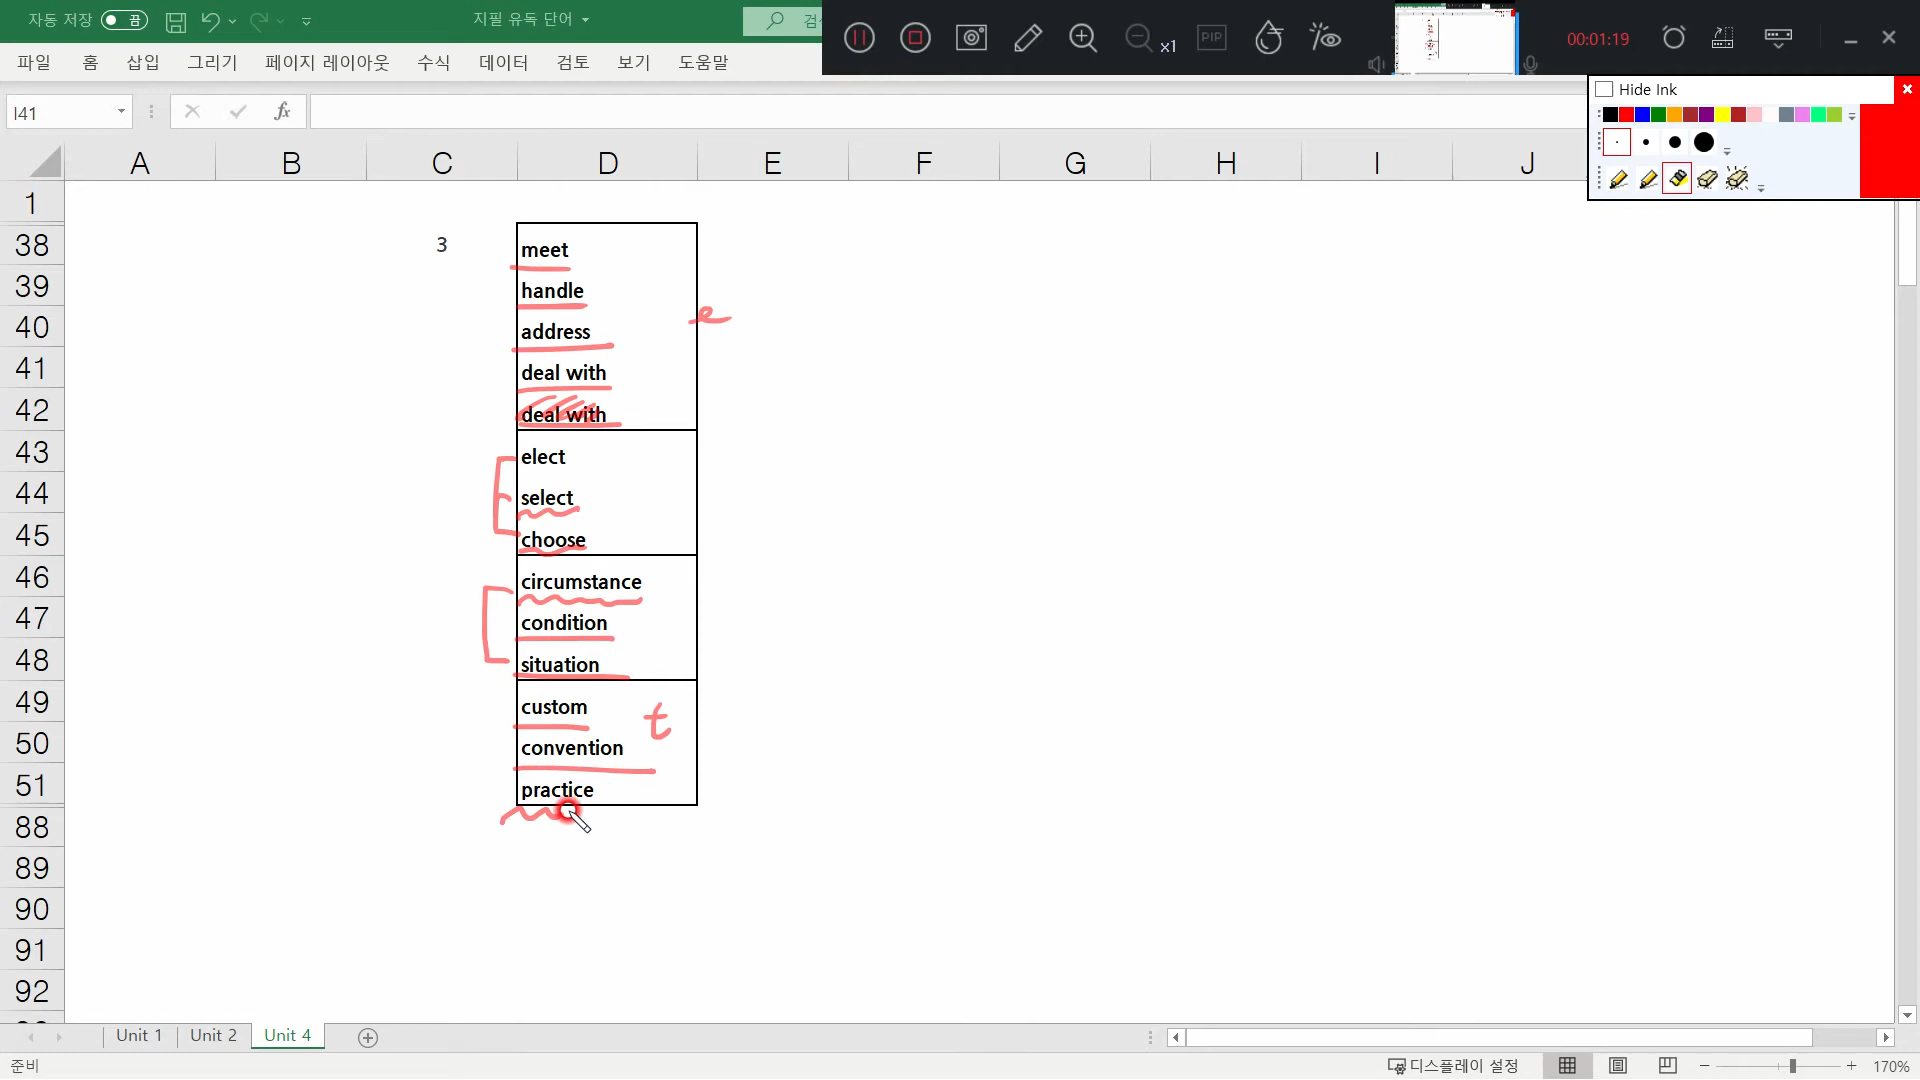 자동 저장 끔 지필 유독 단어 검색
파일 홈 삽입 그리기 페이지 레이아웃 수식 데이터 검토 보기 도움말
x1 PIP 00:01:19
Hide Ink
I41 fx
A B C D E F G H I J
1
38 3 meet
39 handle
e
40 address
41 deal with
42 deal with
43 elect
44 select
45 choose
46 circumstance
47 condition
48 situation
49 custom
t
50 convention
51 practice
88
89
90
91
92
Unit 1 Unit 2 Unit 4
준비 디스플레이 설정 170%